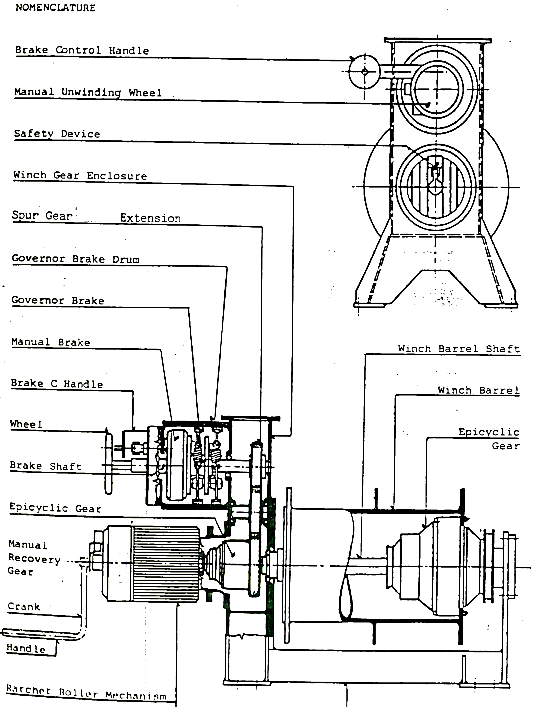 NOMENCLATURE
Brake Control Handle
Manual Unwinding Wheel
Safety Device
Winch Gear Enclosure
Spur Gear Extension
Governor Brake Drum
Governor Brake
Manual Brake
Brake C Handle
Wheel
Brake Shaft
Epicyclic Gear
Manual
Recovery
Gear
Crank
Handle
Ratchet Roller Mechanism
Winch Barrel Shaft
Winch Barrel
Epicyclic
Gear